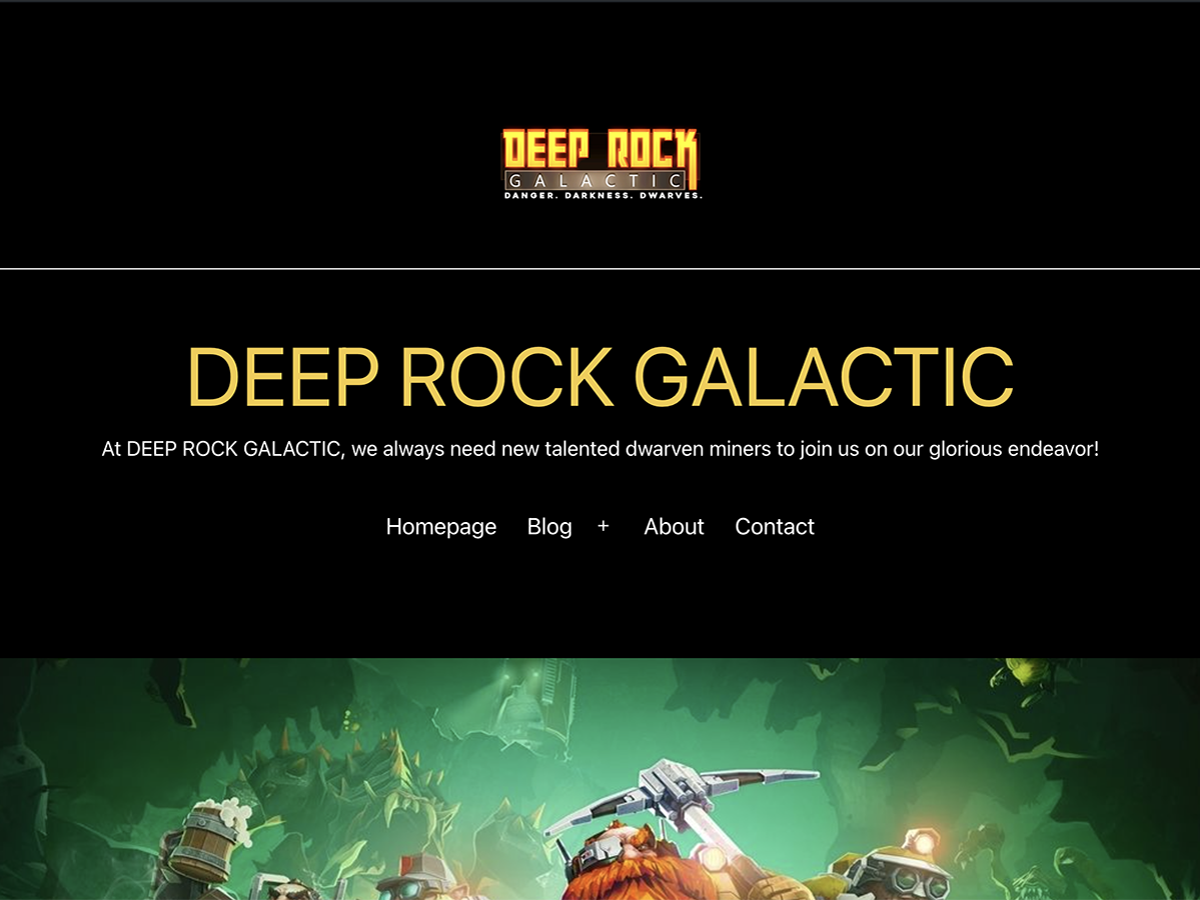 DEEP ROCK
GALACTIC
DANGER. DARKNESS. DWARVES.
DEEP ROCK GALACTIC
At DEEP ROCK GALACTIC, we always need new talented dwarven miners to join us on our glorious endeavor!
Homepage Blog + About Contact